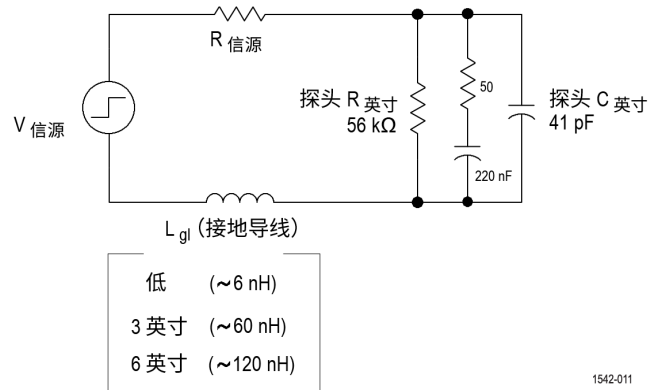 R 信源
V 信源
探头 R 英寸
56 kΩ
50
220 nF
探头 C 英寸
41 pF
L gl (接地导线)
低 (~6 nH)
3 英寸 (~60 nH)
6 英寸 (~120 nH)
1542-011